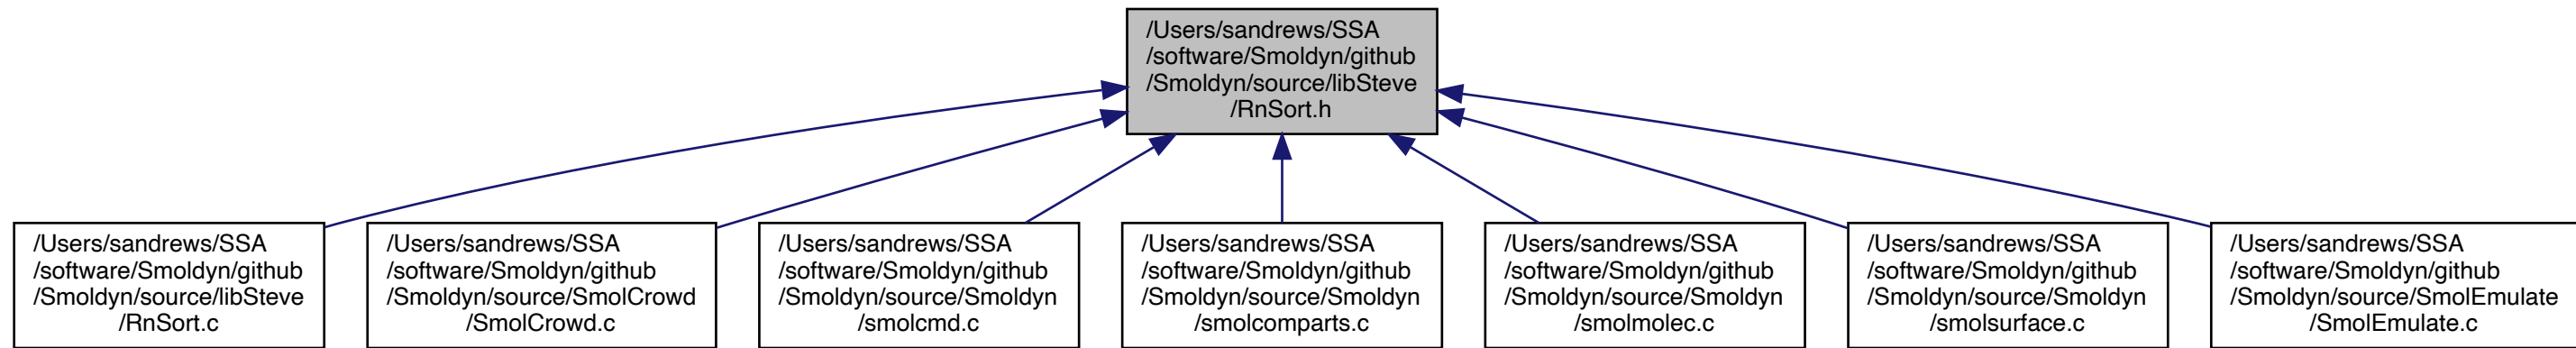 /Users/sandrews/SSA
/software/Smoldyn/github
/Smoldyn/source/libSteve
/RnSort.h
/Users/sandrews/SSA
/software/Smoldyn/github
/Smoldyn/source/libSteve
/RnSort.c
/Users/sandrews/SSA
/software/Smoldyn/github
/Smoldyn/source/SmolCrowd
/SmolCrowd.c
/Users/sandrews/SSA
/software/Smoldyn/github
/Smoldyn/source/Smoldyn
/smolcmd.c
/Users/sandrews/SSA
/software/Smoldyn/github
/Smoldyn/source/Smoldyn
/smolcomparts.c
/Users/sandrews/SSA
/software/Smoldyn/github
/Smoldyn/source/Smoldyn
/smolmolec.c
/Users/sandrews/SSA
/software/Smoldyn/github
/Smoldyn/source/Smoldyn
/smolsurface.c
/Users/sandrews/SSA
/software/Smoldyn/github
/Smoldyn/source/SmolEmulate
/SmolEmulate.c